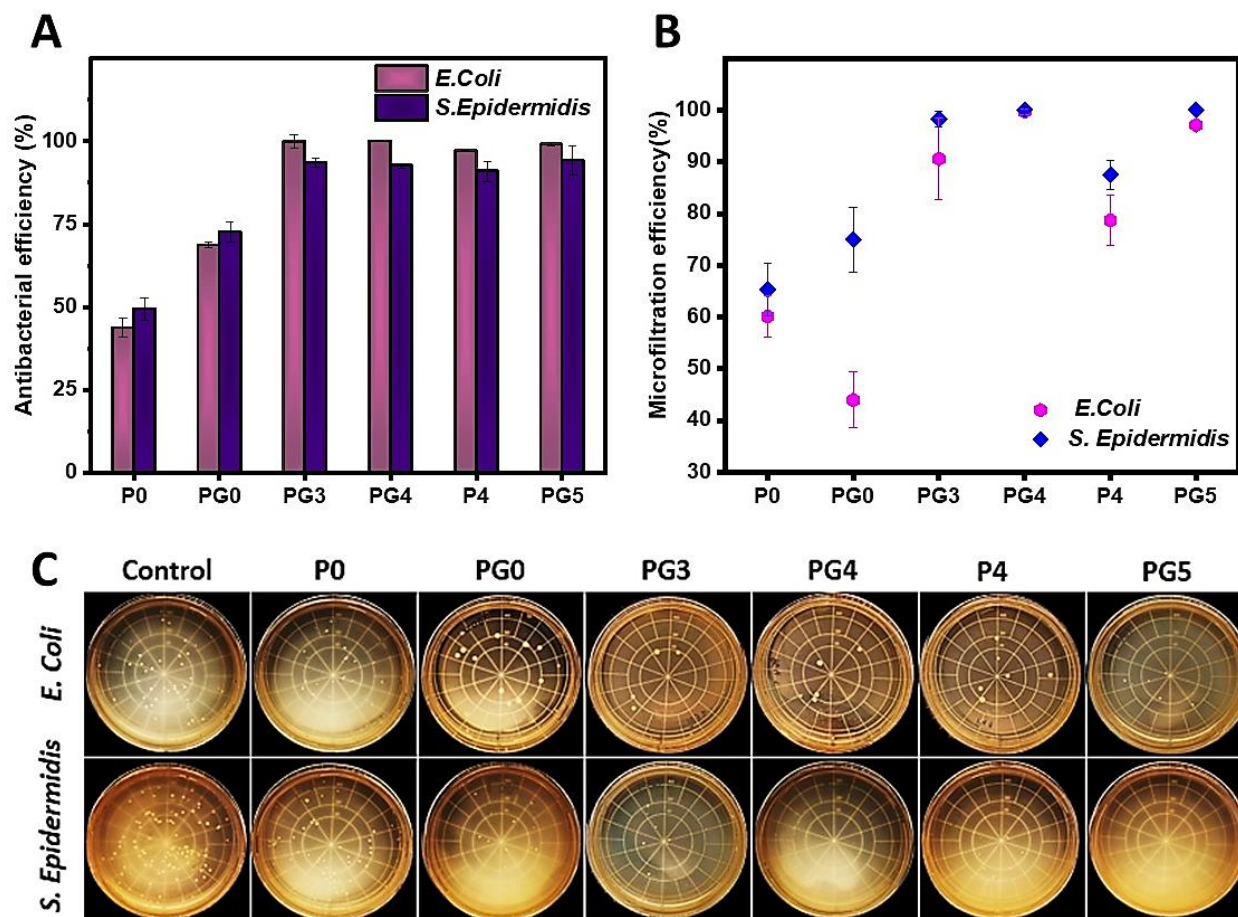 A
Antibacterial efficiency (%)
E.Coli
S.Epidermidis
100
75
50
25
0
P0 PG0 PG3 PG4 P4 PG5
B
Microfiltration efficiency(%)
100
90
80
70
60
50
40
30
E.Coli
S. Epidermidis
P0 PG0 PG3 PG4 P4 PG5
C
Control P0 PG0 PG3 PG4 P4 PG5
E. Coli
S. Epidermidis